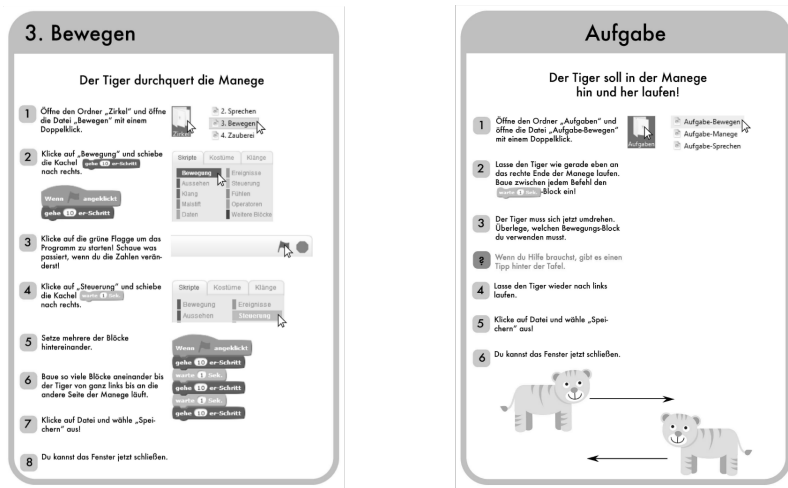 3. Bewegen
Der Tiger durchquert die Manege
1 Öffne den Ordner „Zirkel“ und öffne
die Datei „Bewegen“ mit einem
Doppelklick.
Zirkel
2. Sprechen
3. Bewegen
4. Zauberei
2 Klicke auf „Bewegung“ und schiebe
die Kachel gehe 10 er-Schritt
nach rechts.
Wenn angeklickt
gehe 10 er-Schritt
Skripte Kostüme Klänge
Bewegung Ereignisse
Aussehen Steuerung
Klang Fühlen
Malstift Operatoren
Daten Weitere Blöcke
3 Klicke auf die grüne Flagge um das
Programm zu starten! Schaue was
passiert, wenn du die Zahlen verän-
derst!
4 Klicke auf „Steuerung“ und schiebe
die Kachel warte 1 Sek.
nach rechts.
Skripte Kostüme Klänge
Bewegung Ereignisse
Aussehen Steuerung
5 Setze mehrere der Blöcke
hintereinander.
6 Baue so viele Blöcke aneinander bis
der Tiger von ganz links bis an die
andere Seite der Manege läuft.
Wenn angeklickt
gehe 10 er-Schritt
warte 1 Sek.
gehe 10 er-Schritt
warte 1 Sek.
gehe 10 er-Schritt
7 Klicke auf Datei und wähle „Spei-
chern“ aus!
8 Du kannst das Fenster jetzt schließen.
Aufgabe
Der Tiger soll in der Manege
hin und her laufen!
1 Öffne den Ordner „Aufgaben“ und
öffne die Datei „Aufgabe-Bewegen“
mit einem Doppelklick.
Aufgaben
Aufgabe-Bewegen
Aufgabe-Manege
Aufgabe-Sprechen
2 Lasse den Tiger wie gerade eben an
das rechte Ende der Manege laufen.
Baue zwischen jedem Befehl den
warte 1 Sek.-Block ein!
3 Der Tiger muss sich jetzt umdrehen.
Überlege, welchen Bewegungs-Block
du verwenden musst.
? Wenn du Hilfe brauchst, gibt es einen
Tipp hinter der Tafel.
4 Lasse den Tiger wieder nach links
laufen.
5 Klicke auf Datei und wähle „Spei-
chern“ aus!
6 Du kannst das Fenster jetzt schließen.